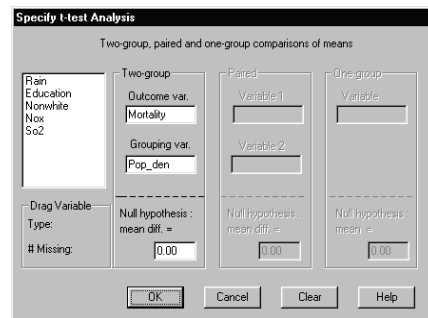 Specify t-test Analysis
Two-group, paired and one-group comparisons of means
Rain
Education
Nonwhite
Nox
So2
Drag Variable
Type:
# Missing:
Two-group
Outcome var.
Mortality
Grouping var.
Pop_den
Null hypothesis :
mean diff. =
0.00
Paired
Variable 1
Variable 2
Null hypothesis :
mean diff. =
0.00
One-group
Variable
Null hypothesis :
mean =
0.00
OK
Cancel
Clear
Help